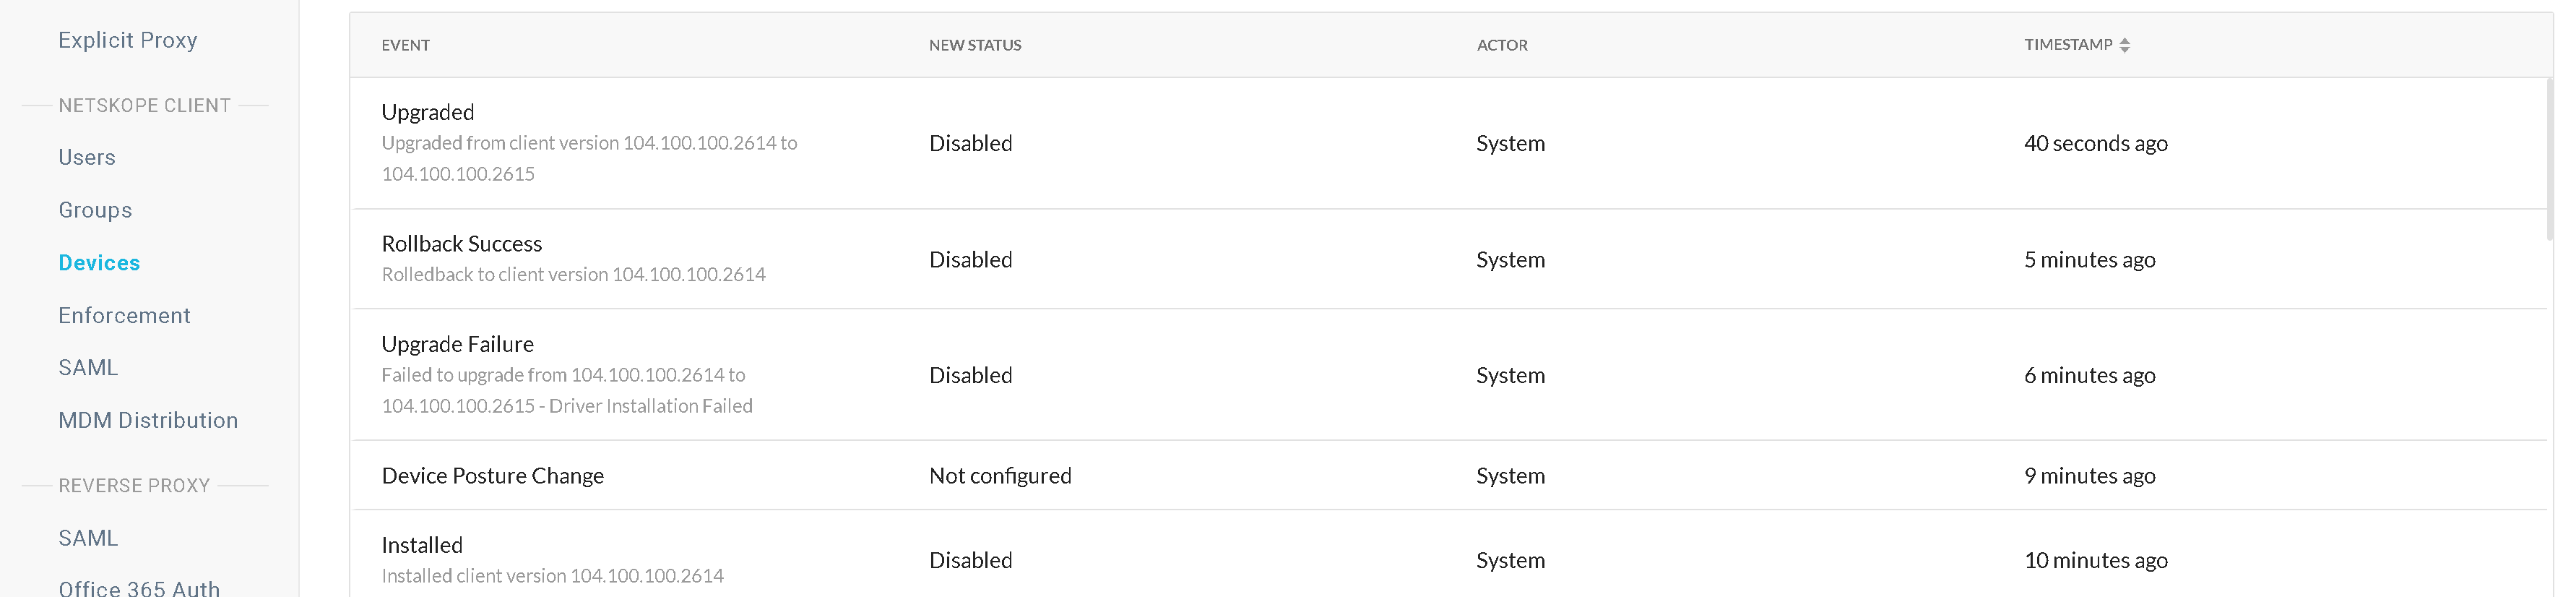 Explicit Proxy
NETSKOPE CLIENT
Users
Groups
Devices
Enforcement
SAML
MDM Distribution
REVERSE PROXY
SAML
Office 365 Auth
EVENT NEW STATUS ACTOR TIMESTAMP
Upgraded
Upgraded from client version 104.100.100.2614 to
104.100.100.2615
Disabled System 40 seconds ago
Rollback Success
Rolledback to client version 104.100.100.2614
Disabled System 5 minutes ago
Upgrade Failure
Failed to upgrade from 104.100.100.2614 to
104.100.100.2615 - Driver Installation Failed
Disabled System 6 minutes ago
Device Posture Change Not configured System 9 minutes ago
Installed
Installed client version 104.100.100.2614
Disabled System 10 minutes ago